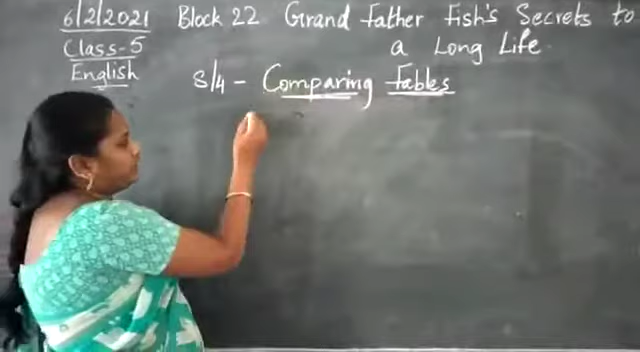 6/2/2021 Block 22 Grand Father Fish's Secrets to
Class-5 a Long Life
English S/4 - Comparing Fables